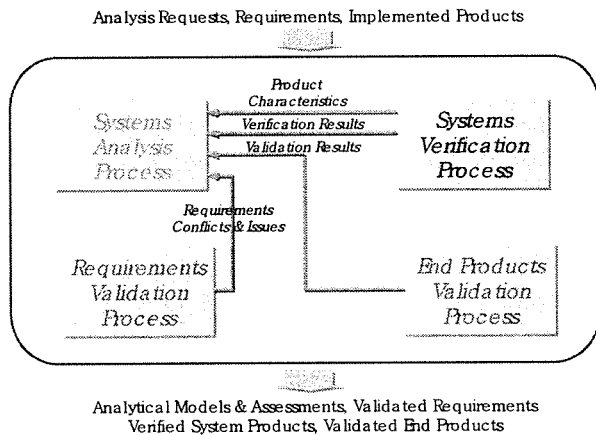 Analysis Requests, Requirements, Implemented Products
Product
Characteristics
Verification Results
Validation Results
Systems
Analysis
Process
Systems
Verification
Process
Requirements
Conflicts & Issues
Requirements
Validation
Process
End Products
Validation
Process
Analytical Models & Assessments, Validated Requirements
Verified System Products, Validated End Products